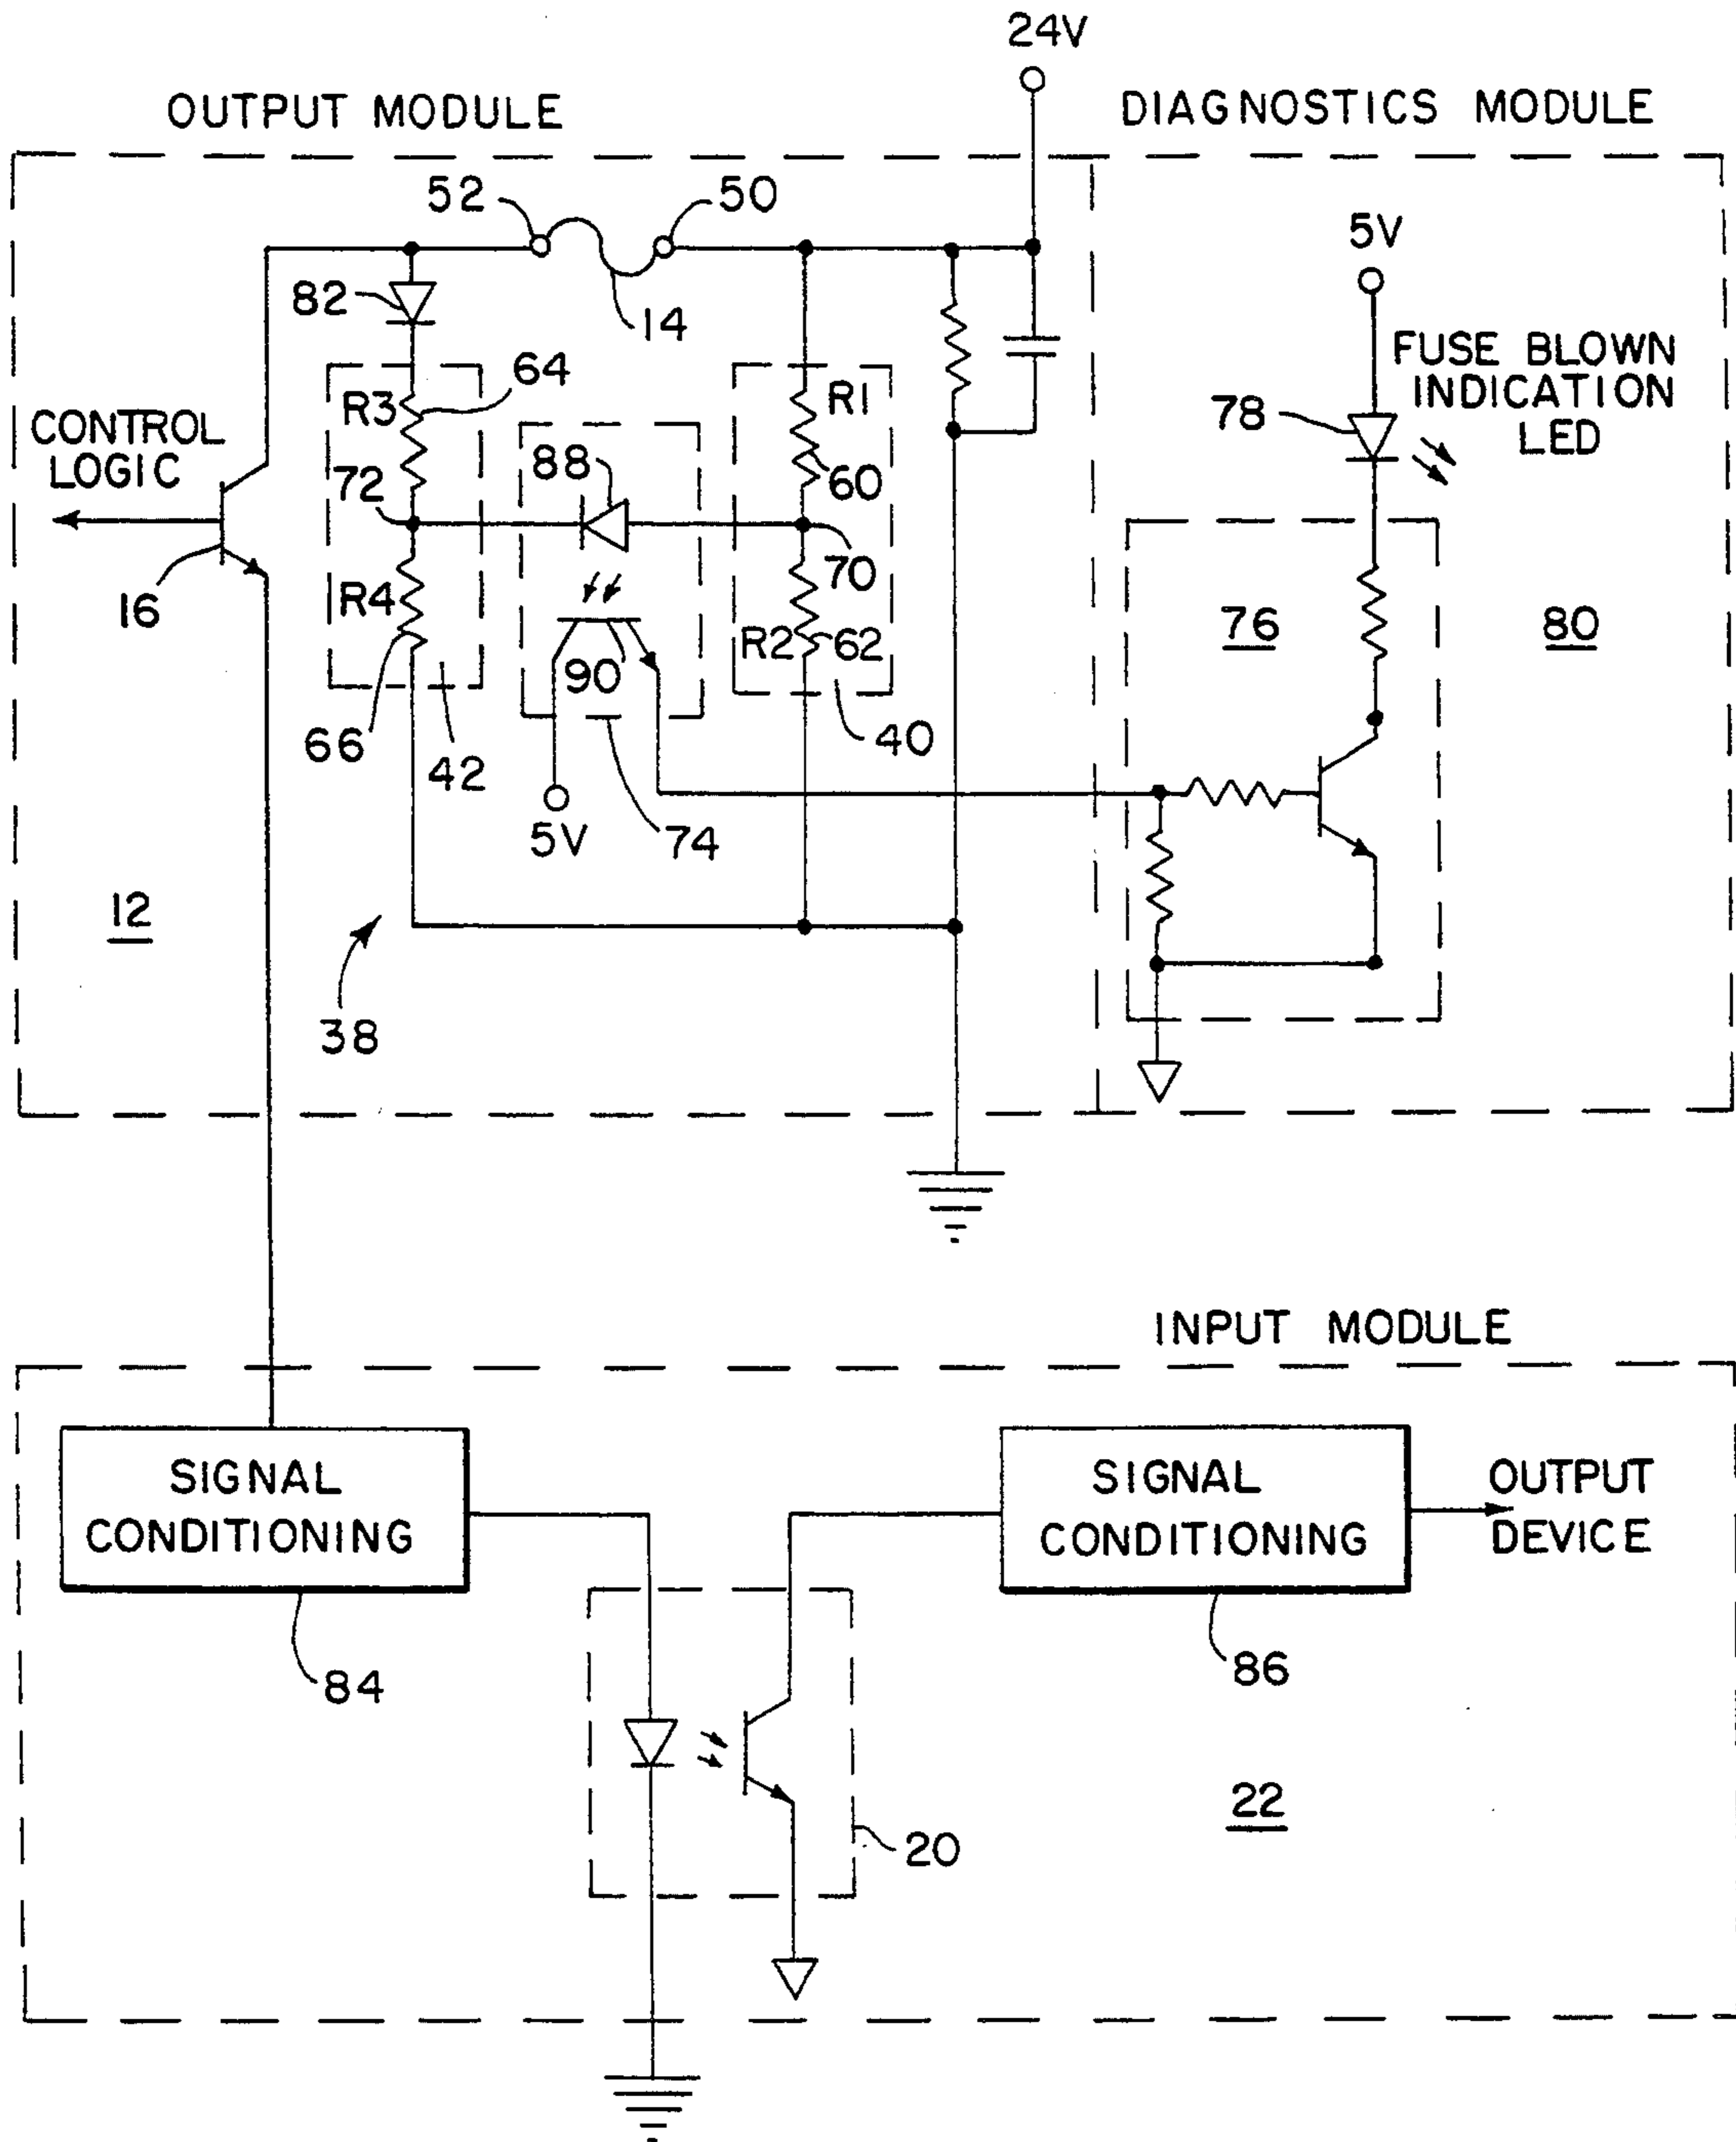 24V
OUTPUT MODULE
DIAGNOSTICS MODULE
52
50
5V
82
14
FUSE BLOWN
INDICATION
LED
78
64
R3
R1
CONTROL
LOGIC
88
60
72
70
16
R4
R2
62
76
80
90
66
42
40
5V
74
12
38
INPUT MODULE
SIGNAL
CONDITIONING
SIGNAL
CONDITIONING
OUTPUT
DEVICE
84
86
22
20